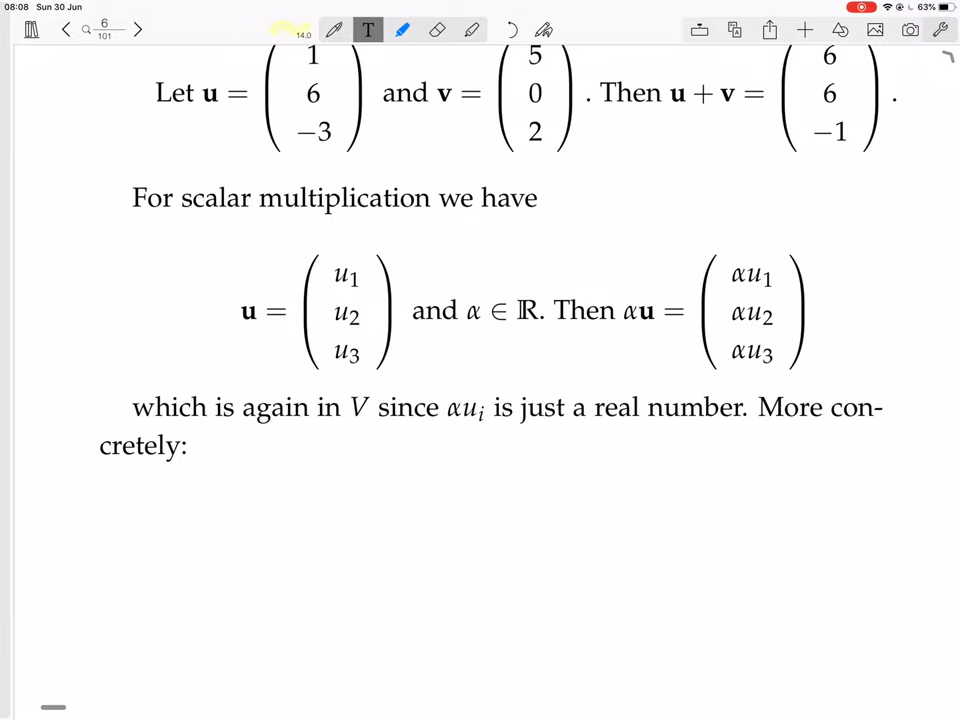 08:08 Sun 30 Jun 63%
6
101
14.0 T
Let u = ( 1 6 −3 ) and v = ( 5 0 2 ) . Then u + v = ( 6 6 −1 ) .
For scalar multiplication we have
u = ( u₁ u₂ u₃ ) and α ∈ ℝ. Then αu = ( αu₁ αu₂ αu₃ )
which is again in V since αuᵢ is just a real number. More con-
cretely: